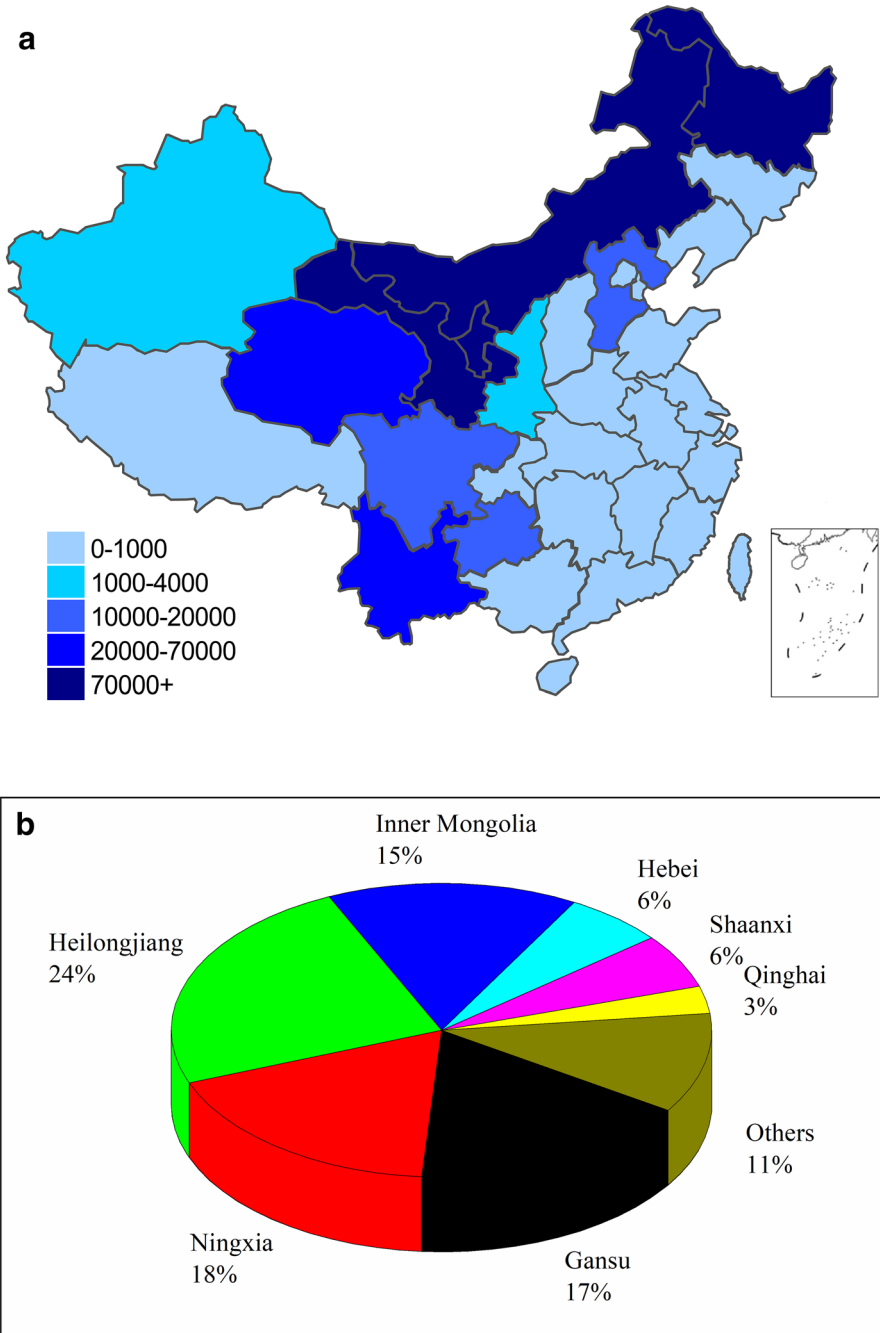 a
0-1000
1000-4000
10000-20000
20000-70000
70000+
b
Inner Mongolia
15%
Hebei
6%
Shaanxi
6%
Qinghai
3%
Heilongjiang
24%
Others
11%
Ningxia
18%
Gansu
17%